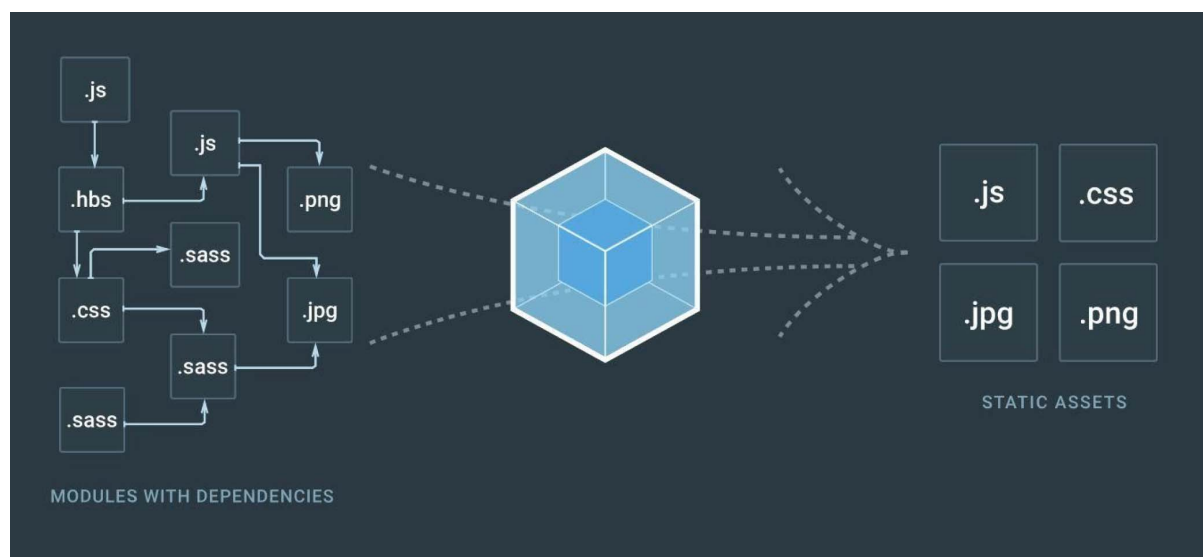 .js
.js
.hbs
.png
.sass
.css
.jpg
.sass
.sass
MODULES WITH DEPENDENCIES
.js
.css
.jpg
.png
STATIC ASSETS